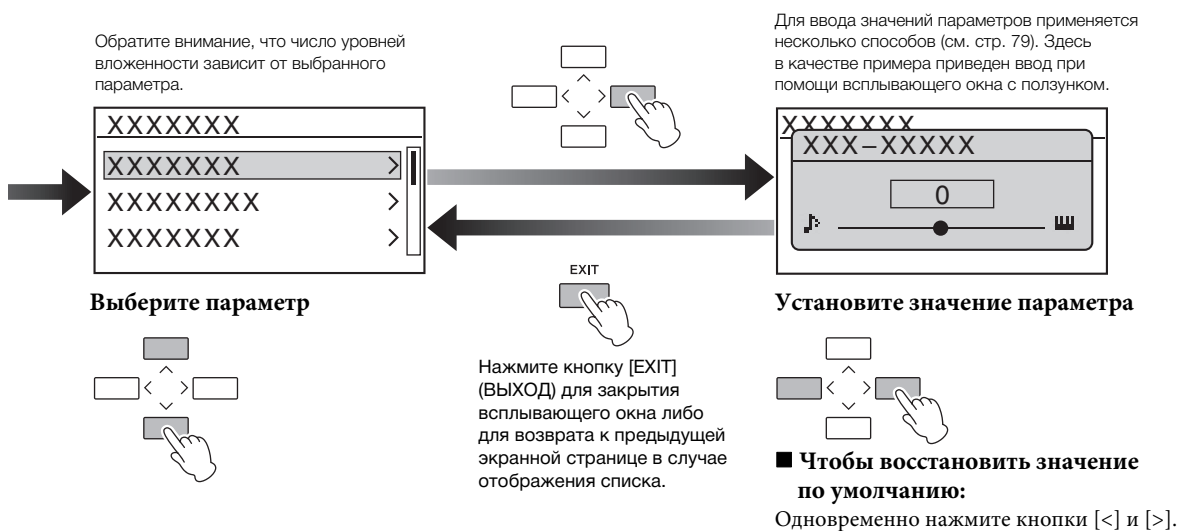 Обратите внимание, что число уровней
вложенности зависит от выбранного
параметра.
XXXXXXX
XXXXXXX >
XXXXXXXX >
XXXXXXX >
Выберите параметр
EXIT
Нажмите кнопку [EXIT]
(ВЫХОД) для закрытия
всплывающего окна либо
для возврата к предыдущей
экранной странице в случае
отображения списка.
Для ввода значений параметров применяется
несколько способов (см. стр. 79). Здесь
в качестве примера приведен ввод при
помощи всплывающего окна с ползунком.
XXXXXXX
XXX–XXXXX
0
Установите значение параметра
■ Чтобы восстановить значение
по умолчанию:
Одновременно нажмите кнопки [<] и [>].